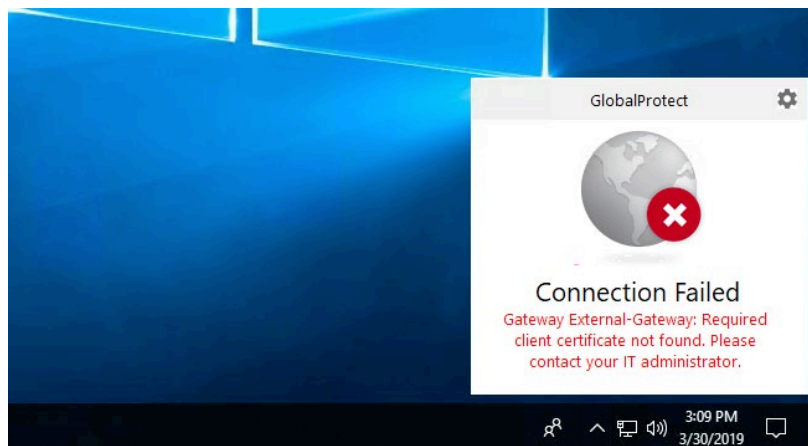 GlobalProtect
Connection Failed
Gateway External-Gateway: Required
client certificate not found. Please
contact your IT administrator.
3:09 PM
3/30/2019